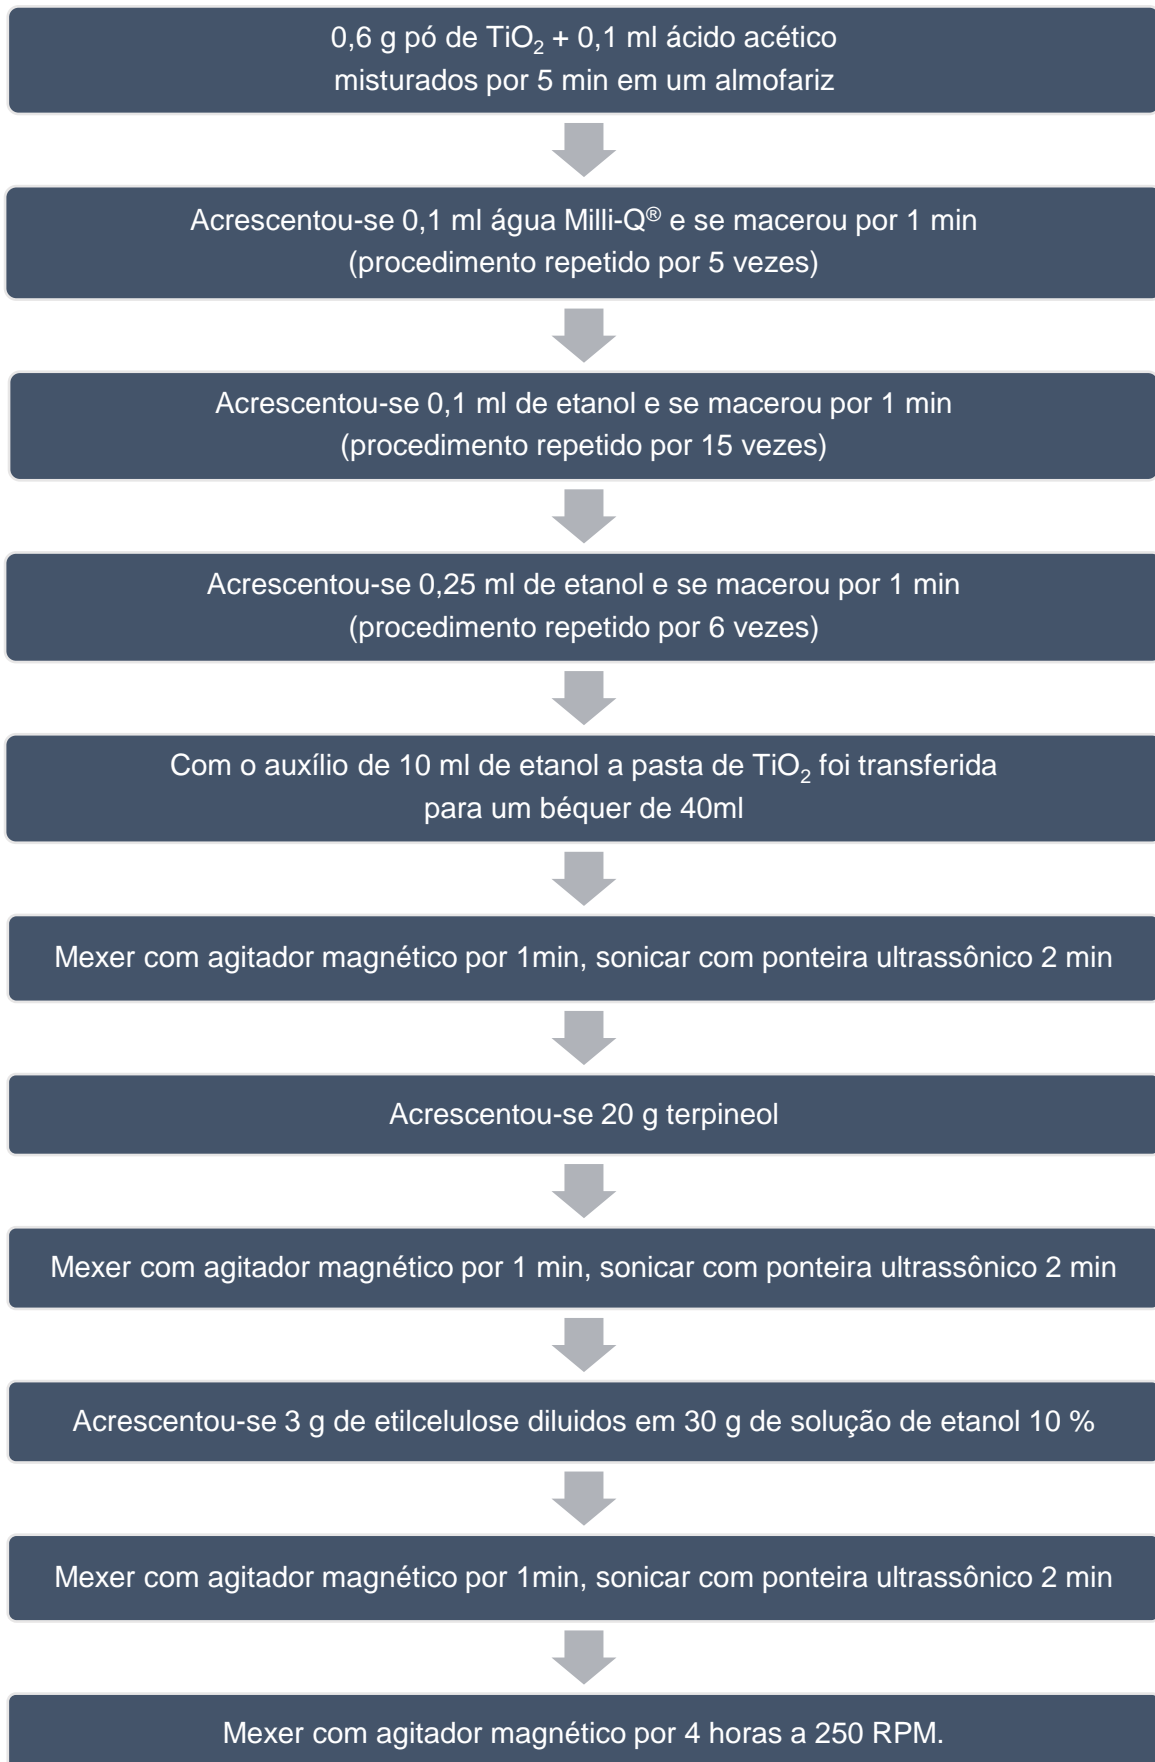 0,6 g pó de TiO₂ + 0,1 ml ácido acético
misturados por 5 min em um almofariz
Acrescentou-se 0,1 ml água Milli-Q® e se macerou por 1 min
(procedimento repetido por 5 vezes)
Acrescentou-se 0,1 ml de etanol e se macerou por 1 min
(procedimento repetido por 15 vezes)
Acrescentou-se 0,25 ml de etanol e se macerou por 1 min
(procedimento repetido por 6 vezes)
Com o auxílio de 10 ml de etanol a pasta de TiO₂ foi transferida
para um béquer de 40ml
Mexer com agitador magnético por 1min, sonicar com ponteira ultrassônico 2 min
Acrescentou-se 20 g terpineol
Mexer com agitador magnético por 1 min, sonicar com ponteira ultrassônico 2 min
Acrescentou-se 3 g de etilcelulose diluidos em 30 g de solução de etanol 10 %
Mexer com agitador magnético por 1min, sonicar com ponteira ultrassônico 2 min
Mexer com agitador magnético por 4 horas a 250 RPM.